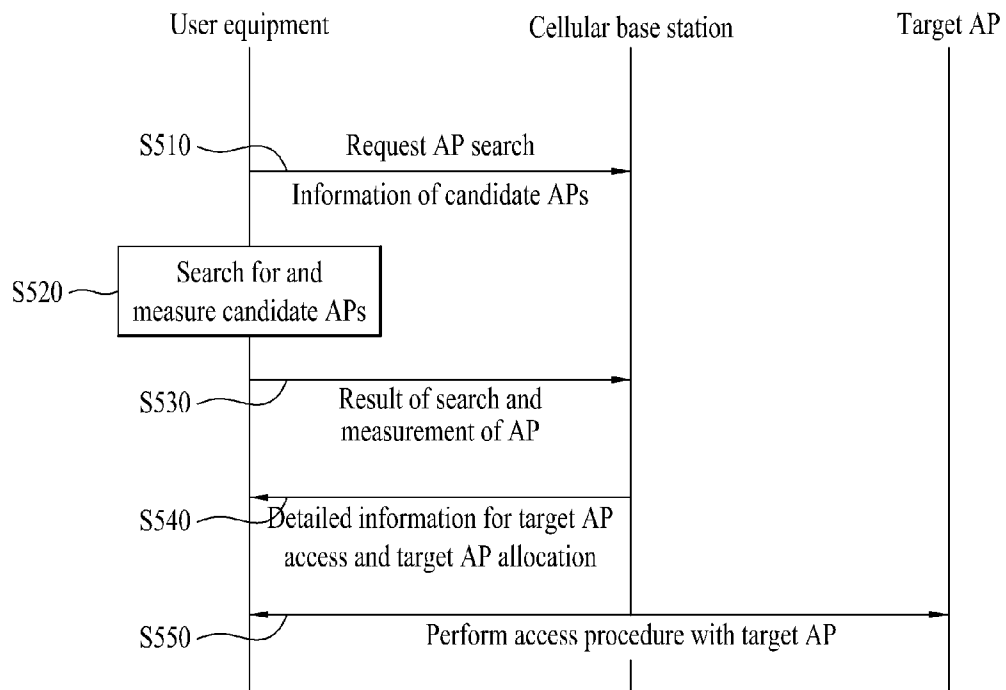 User equipment
Cellular base station
Target AP
S510
Request AP search
Information of candidate APs
S520
Search for and
measure candidate APs
S530
Result of search and
measurement of AP
S540
Detailed information for target AP
access and target AP allocation
S550
Perform access procedure with target AP